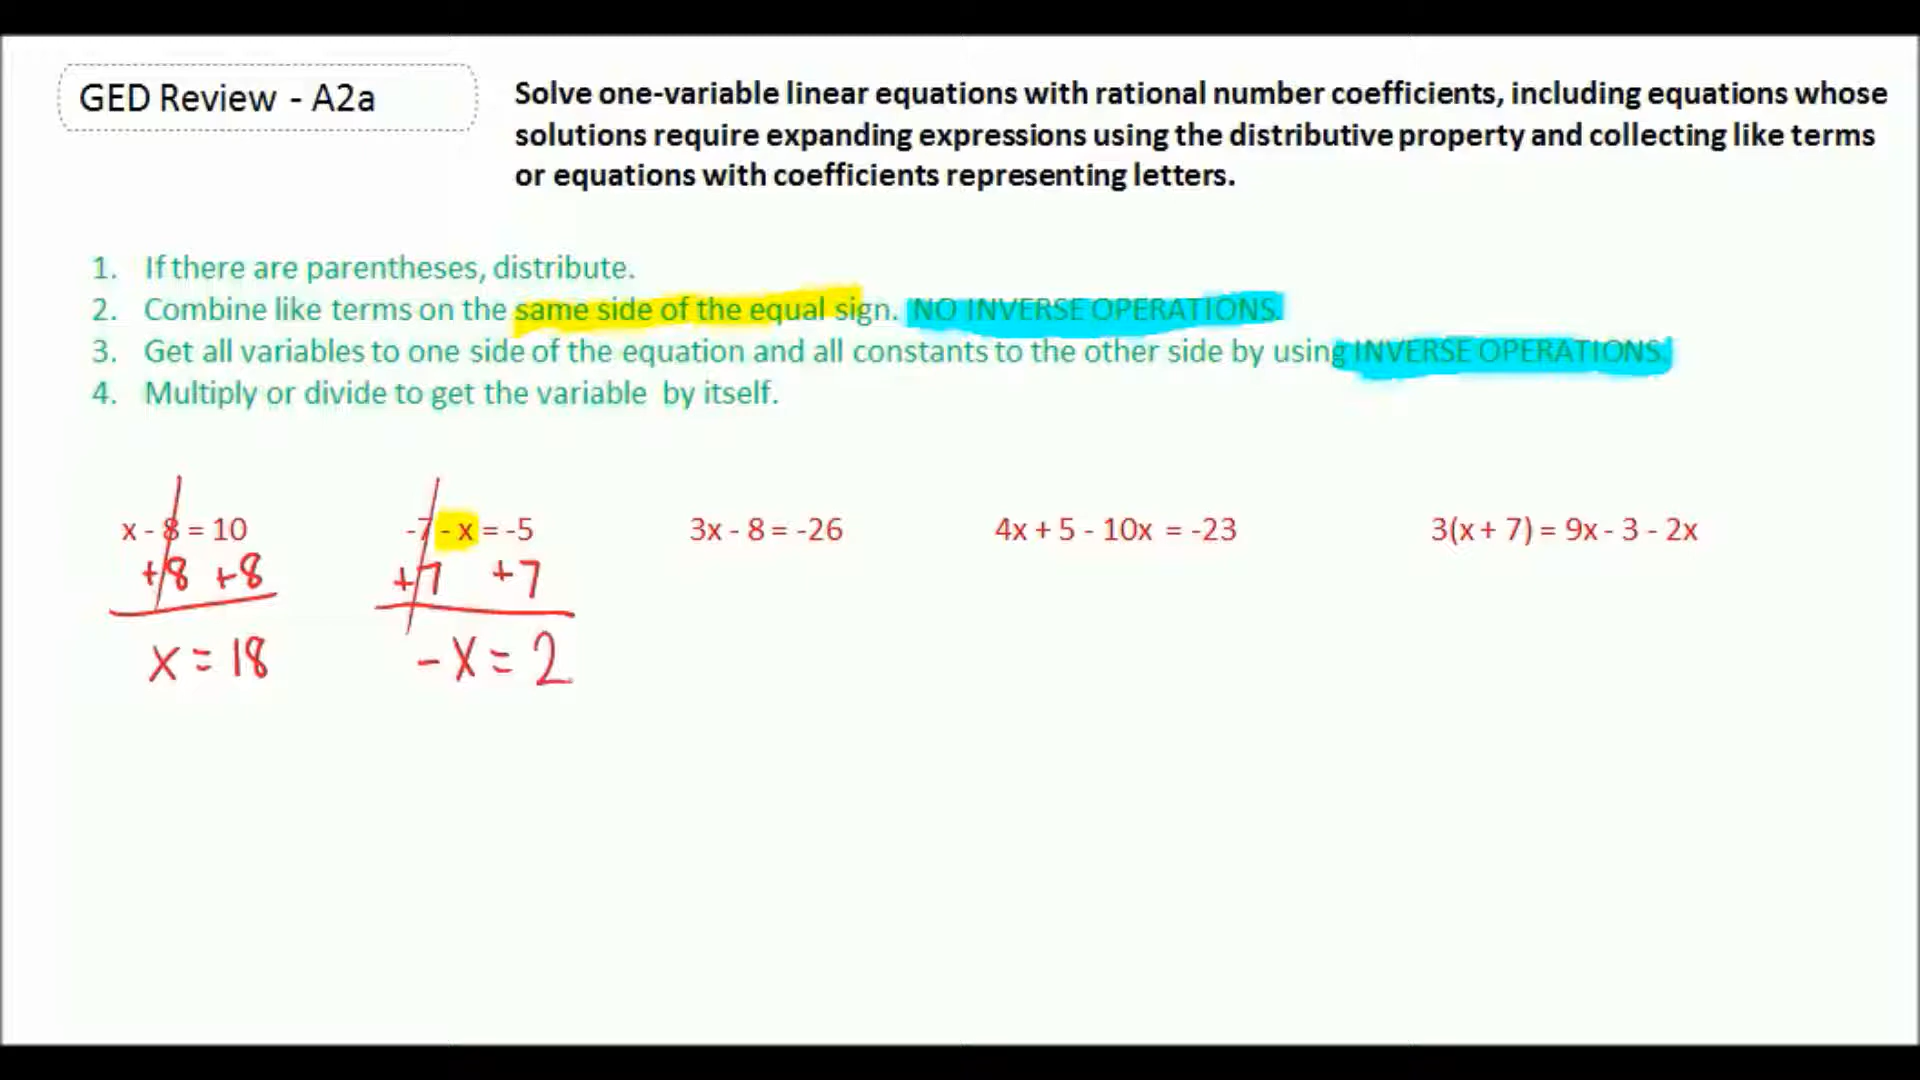 GED Review - A2a
Solve one-variable linear equations with rational number coefficients, including equations whose
solutions require expanding expressions using the distributive property and collecting like terms
or equations with coefficients representing letters.
1. If there are parentheses, distribute.
2. Combine like terms on the same side of the equal sign. NO INVERSE OPERATIONS.
3. Get all variables to one side of the equation and all constants to the other side by using INVERSE OPERATIONS.
4. Multiply or divide to get the variable by itself.
x - 8 = 10
+8 +8
x = 18
-7 - x = -5
+7 +7
-x = 2
3x - 8 = -26
4x + 5 - 10x = -23
3(x + 7) = 9x - 3 - 2x